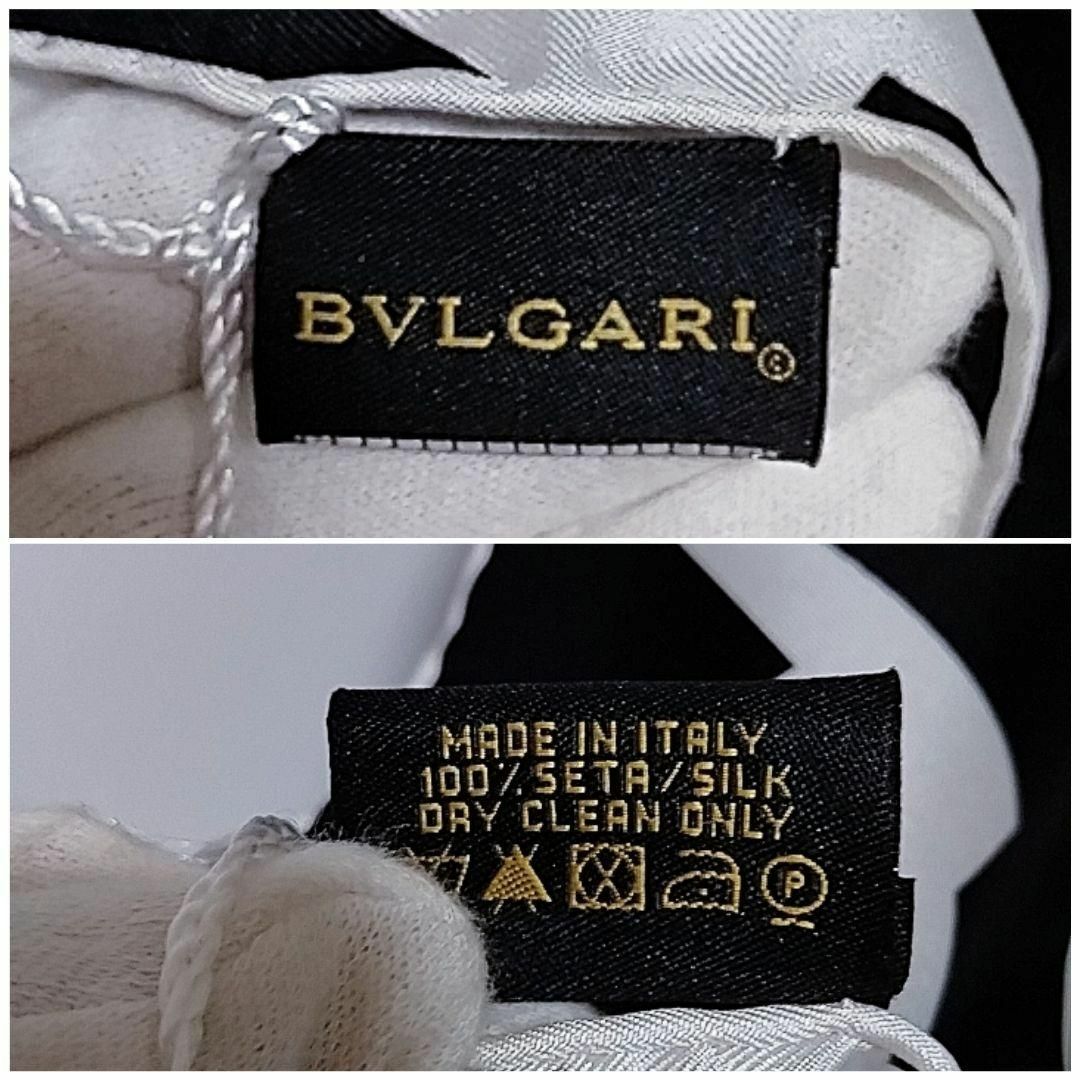 BVLGARI®
MADE IN ITALY
100% SETA/SILK
DRY CLEAN ONLY
P